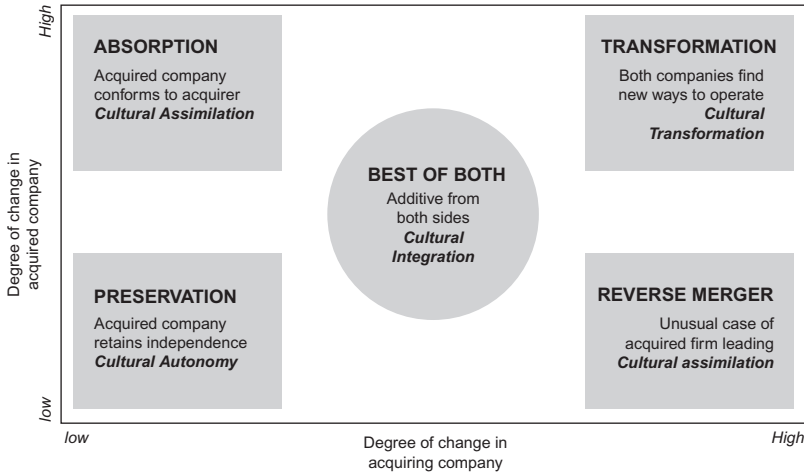 High
ABSORPTION
Acquired company
conforms to acquirer
Cultural Assimilation
TRANSFORMATION
Both companies find
new ways to operate
Cultural
Transformation
BEST OF BOTH
Additive from
both sides
Cultural
Integration
Degree of change in
acquired company
PRESERVATION
Acquired company
retains independence
Cultural Autonomy
REVERSE MERGER
Unusual case of
acquired firm leading
Cultural assimilation
low
low
Degree of change in
acquiring company
High